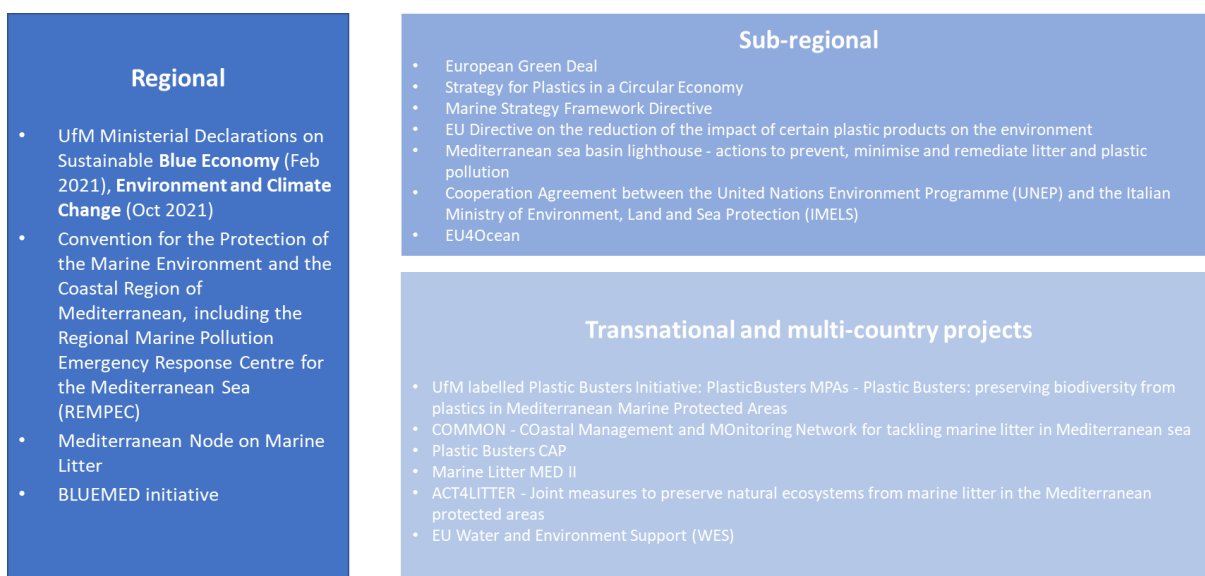 Regional
• UfM Ministerial Declarations on
Sustainable Blue Economy (Feb
2021), Environment and Climate
Change (Oct 2021)
• Convention for the Protection of
the Marine Environment and the
Coastal Region of
Mediterranean, including the
Regional Marine Pollution
Emergency Response Centre for
the Mediterranean Sea
(REMPEC)
• Mediterranean Node on Marine
Litter
• BLUEMED initiative
Sub-regional
• European Green Deal
• Strategy for Plastics in a Circular Economy
• Marine Strategy Framework Directive
• EU Directive on the reduction of the impact of certain plastic products on the environment
• Mediterranean sea basin lighthouse - actions to prevent, minimise and remediate litter and plastic
pollution
• Cooperation Agreement between the United Nations Environment Programme (UNEP) and the Italian
Ministry of Environment, Land and Sea Protection (IMELS)
• EU4Ocean
Transnational and multi-country projects
• UfM labelled Plastic Busters Initiative: PlasticBusters MPAs - Plastic Busters: preserving biodiversity from
plastics in Mediterranean Marine Protected Areas
• COMMON - COastal Management and MOnitoring Network for tackling marine litter in Mediterranean sea
• Plastic Busters CAP
• Marine Litter MED II
• ACT4LITTER - Joint measures to preserve natural ecosystems from marine litter in the Mediterranean
protected areas
• EU Water and Environment Support (WES)